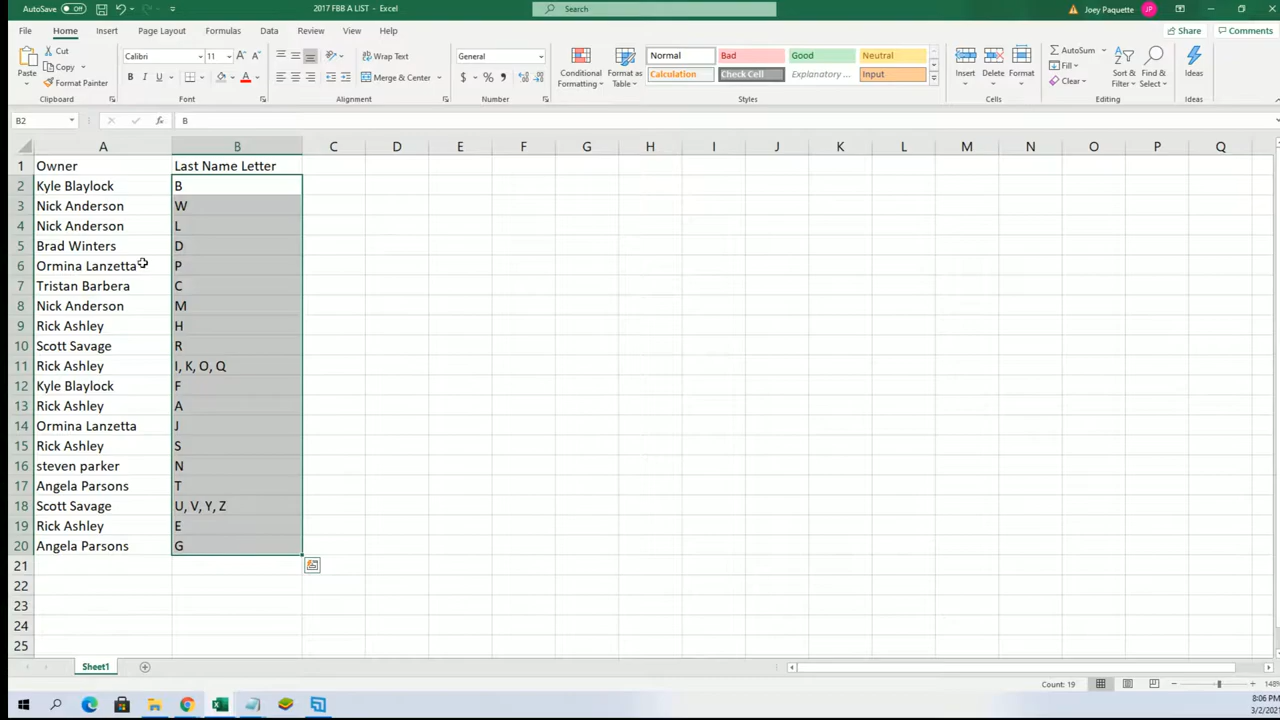 AutoSave Off 2017 FBB A LIST - Excel Search Joey Paquette JP
File Home Insert Page Layout Formulas Data Review View Help Share Comments
Paste Cut Copy Format Painter Clipboard
Calibri 11 B I U A Font
Wrap Text Merge & Center Alignment
General $ % , Number
Conditional Formatting Format as Table Normal Bad Good Neutral Calculation Check Cell Explanatory ... Input Styles
Insert Delete Format Cells
AutoSum Fill Clear Sort & Filter Find & Select Editing
Ideas Ideas
B2 fx B
A B C D E F G H I J K L M N O P Q
1 Owner Last Name Letter
2 Kyle Blaylock B
3 Nick Anderson W
4 Nick Anderson L
5 Brad Winters D
6 Ormina Lanzetta P
7 Tristan Barbera C
8 Nick Anderson M
9 Rick Ashley H
10 Scott Savage R
11 Rick Ashley I, K, O, Q
12 Kyle Blaylock F
13 Rick Ashley A
14 Ormina Lanzetta J
15 Rick Ashley S
16 steven parker N
17 Angela Parsons T
18 Scott Savage U, V, Y, Z
19 Rick Ashley E
20 Angela Parsons G
21
22
23
24
25
Sheet1
Count: 19 148%
8:06 PM